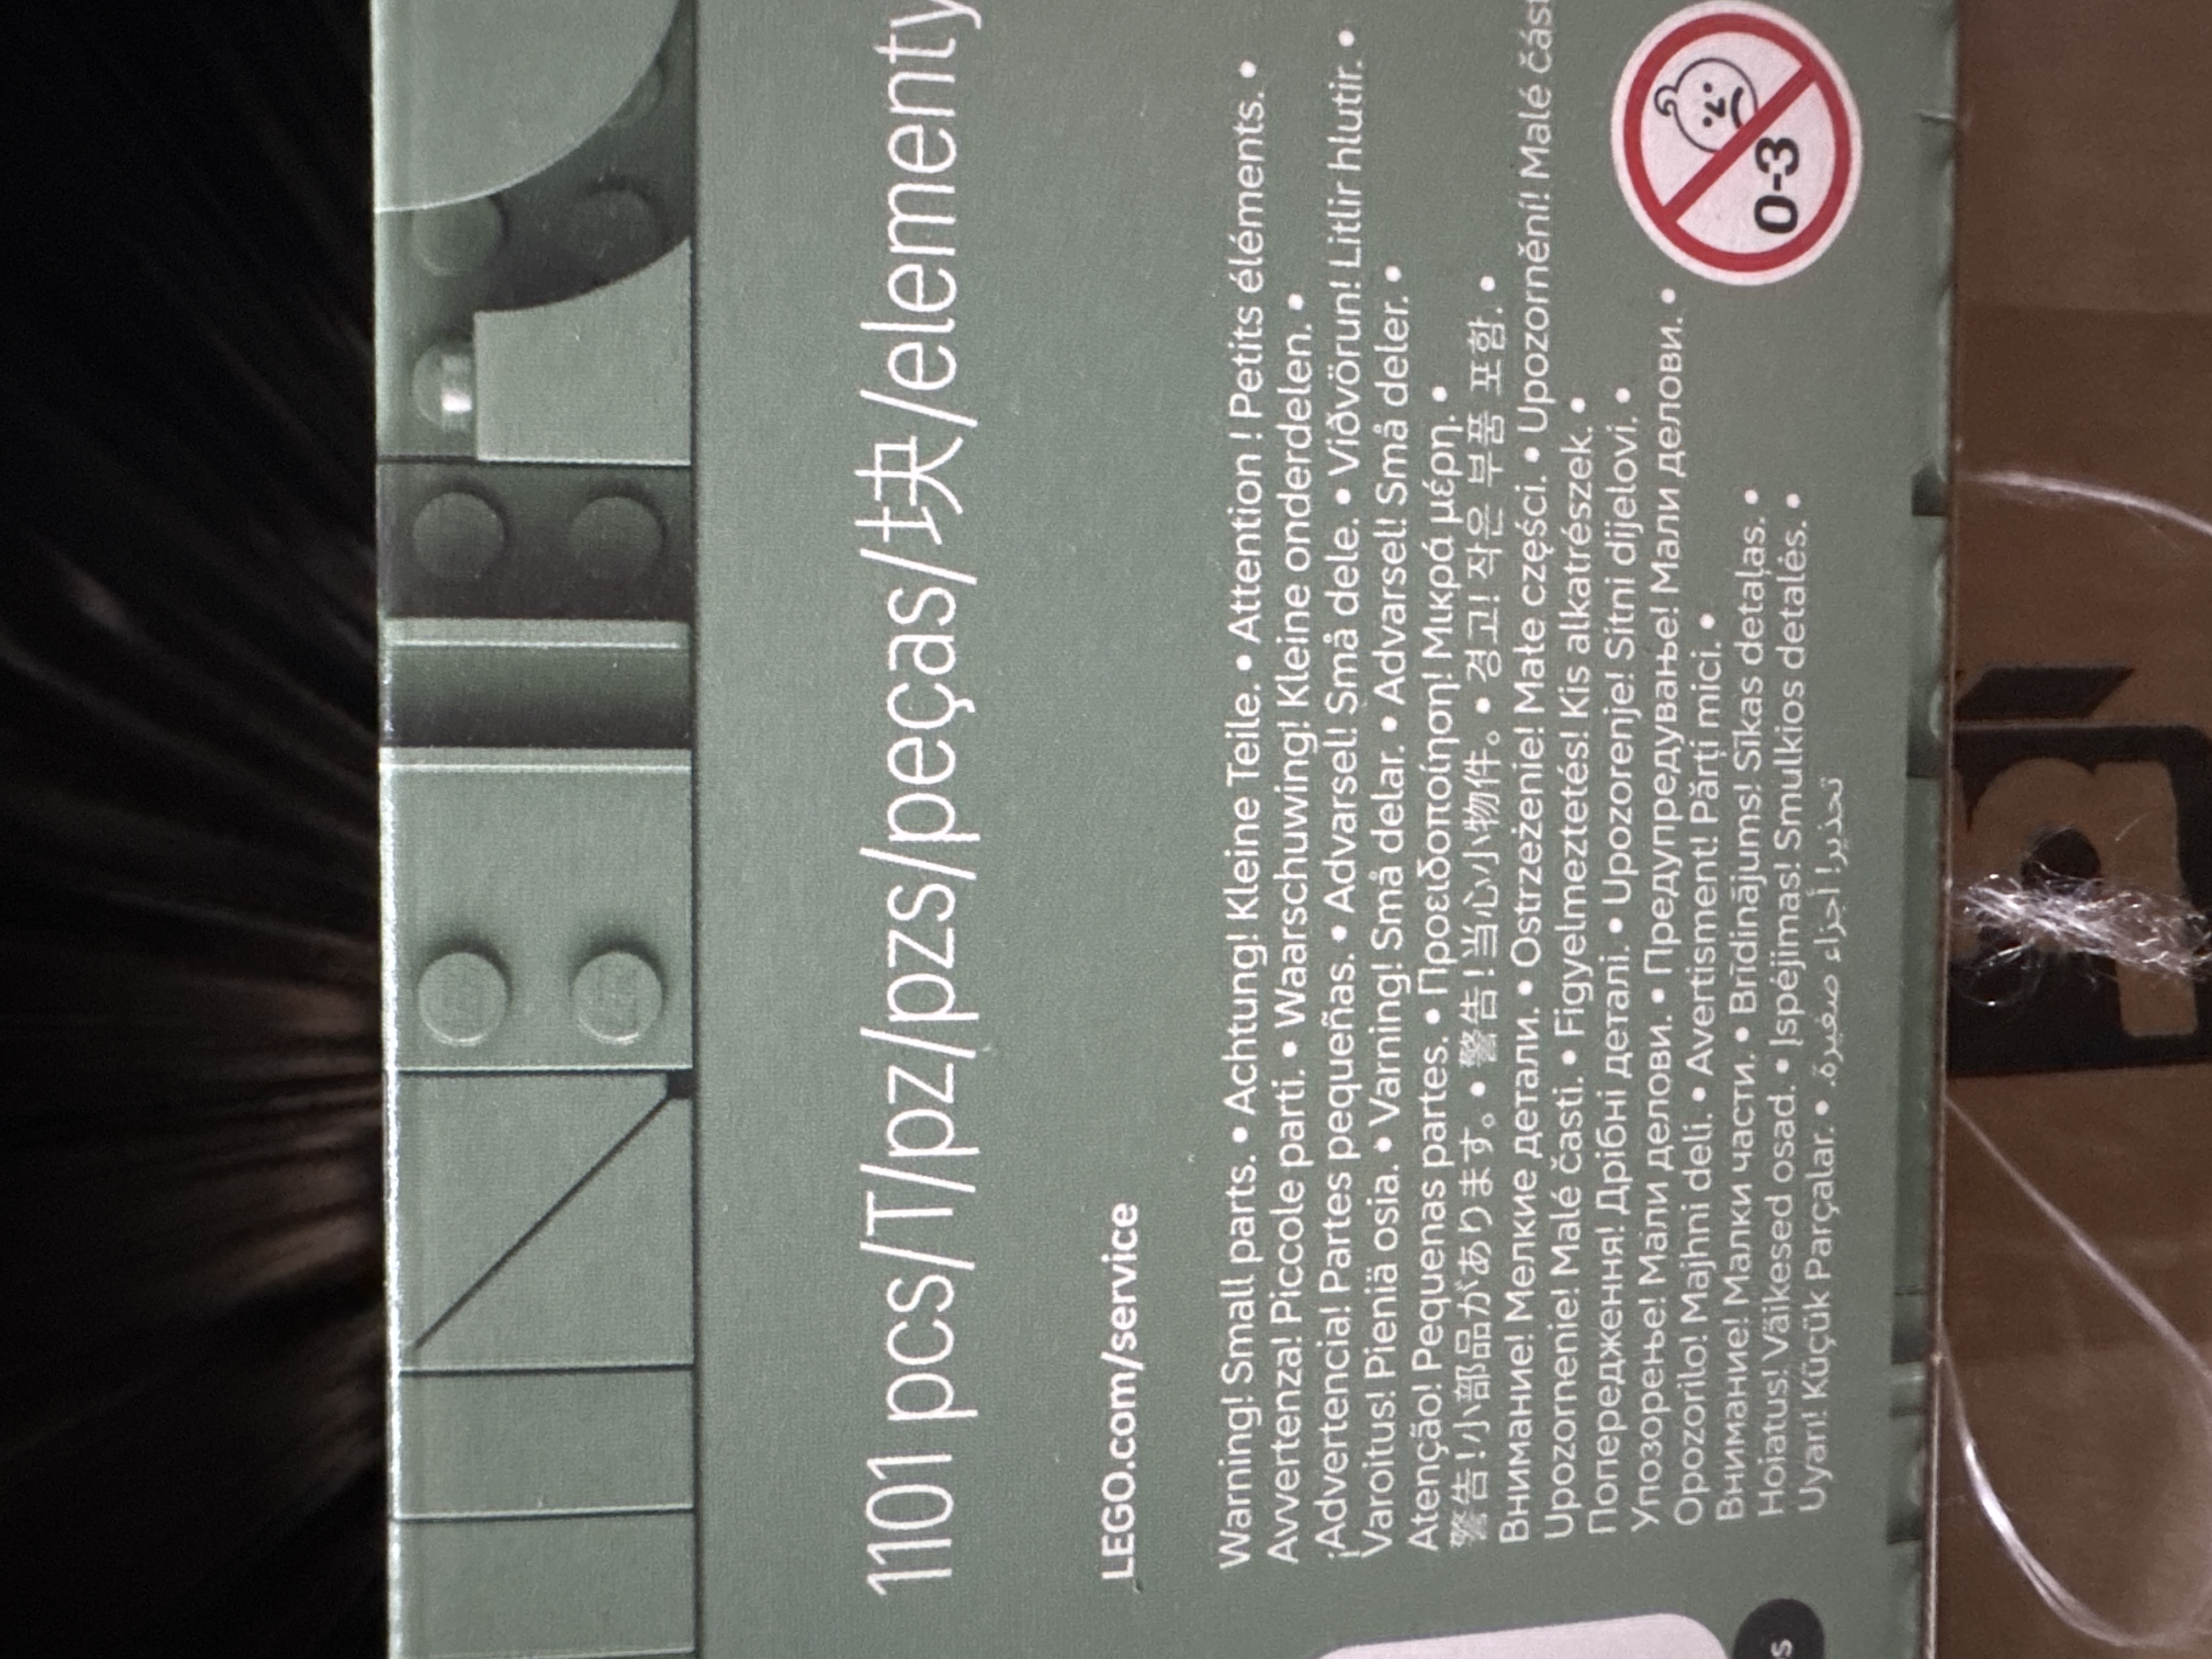 1101 pcs/T/pz/pzs/peças/块/elementy
LEGO.com/service
Warning! Small parts. • Achtung! Kleine Teile. • Attention ! Petits éléments. •
Avvertenza! Piccole parti. • Waarschuwing! Kleine onderdelen. •
¡Advertencia! Partes pequeñas. • Advarsel! Små dele. • Viðvörun! Litlir hlutir. •
Varoitus! Pieniä osia. • Varning! Små delar. • Advarsel! Små deler. •
Atenção! Pequenas partes. • Προειδοποίηση! Μικρά μέρη. •
警告！小部品があります。• 警告！当心小物件。• 경고! 작은 부품 포함. •
Внимание! Мелкие детали. • Ostrzeżenie! Małe części. • Upozornění! Malé část
Upozornenie! Malé časti. • Figyelmeztetés! Kis alkatrészek. •
Попередження! Дрібні деталі. • Upozorenje! Sitni dijelovi. •
Упозорење! Мали делови. • Предупредување! Мали делови. •
Opozorilo! Majhni deli. • Avertisment! Părți mici. •
Внимание! Малки части. • Brīdinājums! Sīkas detaļas. •
Hoiatus! Väikesed osad. • Įspėjimas! Smulkios detalės. •
Uyarı! Küçük Parçalar. • تحذير! أجزاء صغيرة.
0-3
s